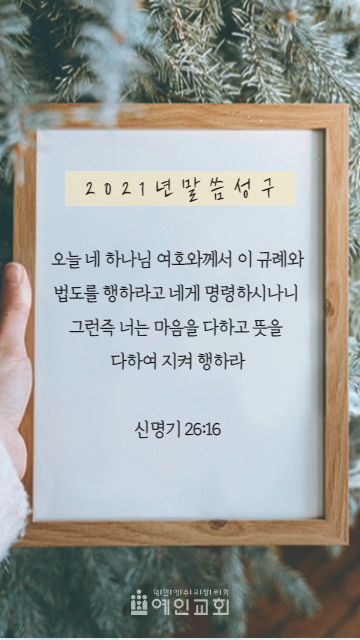 2021년말씀성구
오늘 네 하나님 여호와께서 이 규례와
법도를 행하라고 네게 명령하시나니
그런즉 너는 마음을 다하고 뜻을
다하여 지켜 행하라
신명기 26:16
대한예수교장로회
예인교회